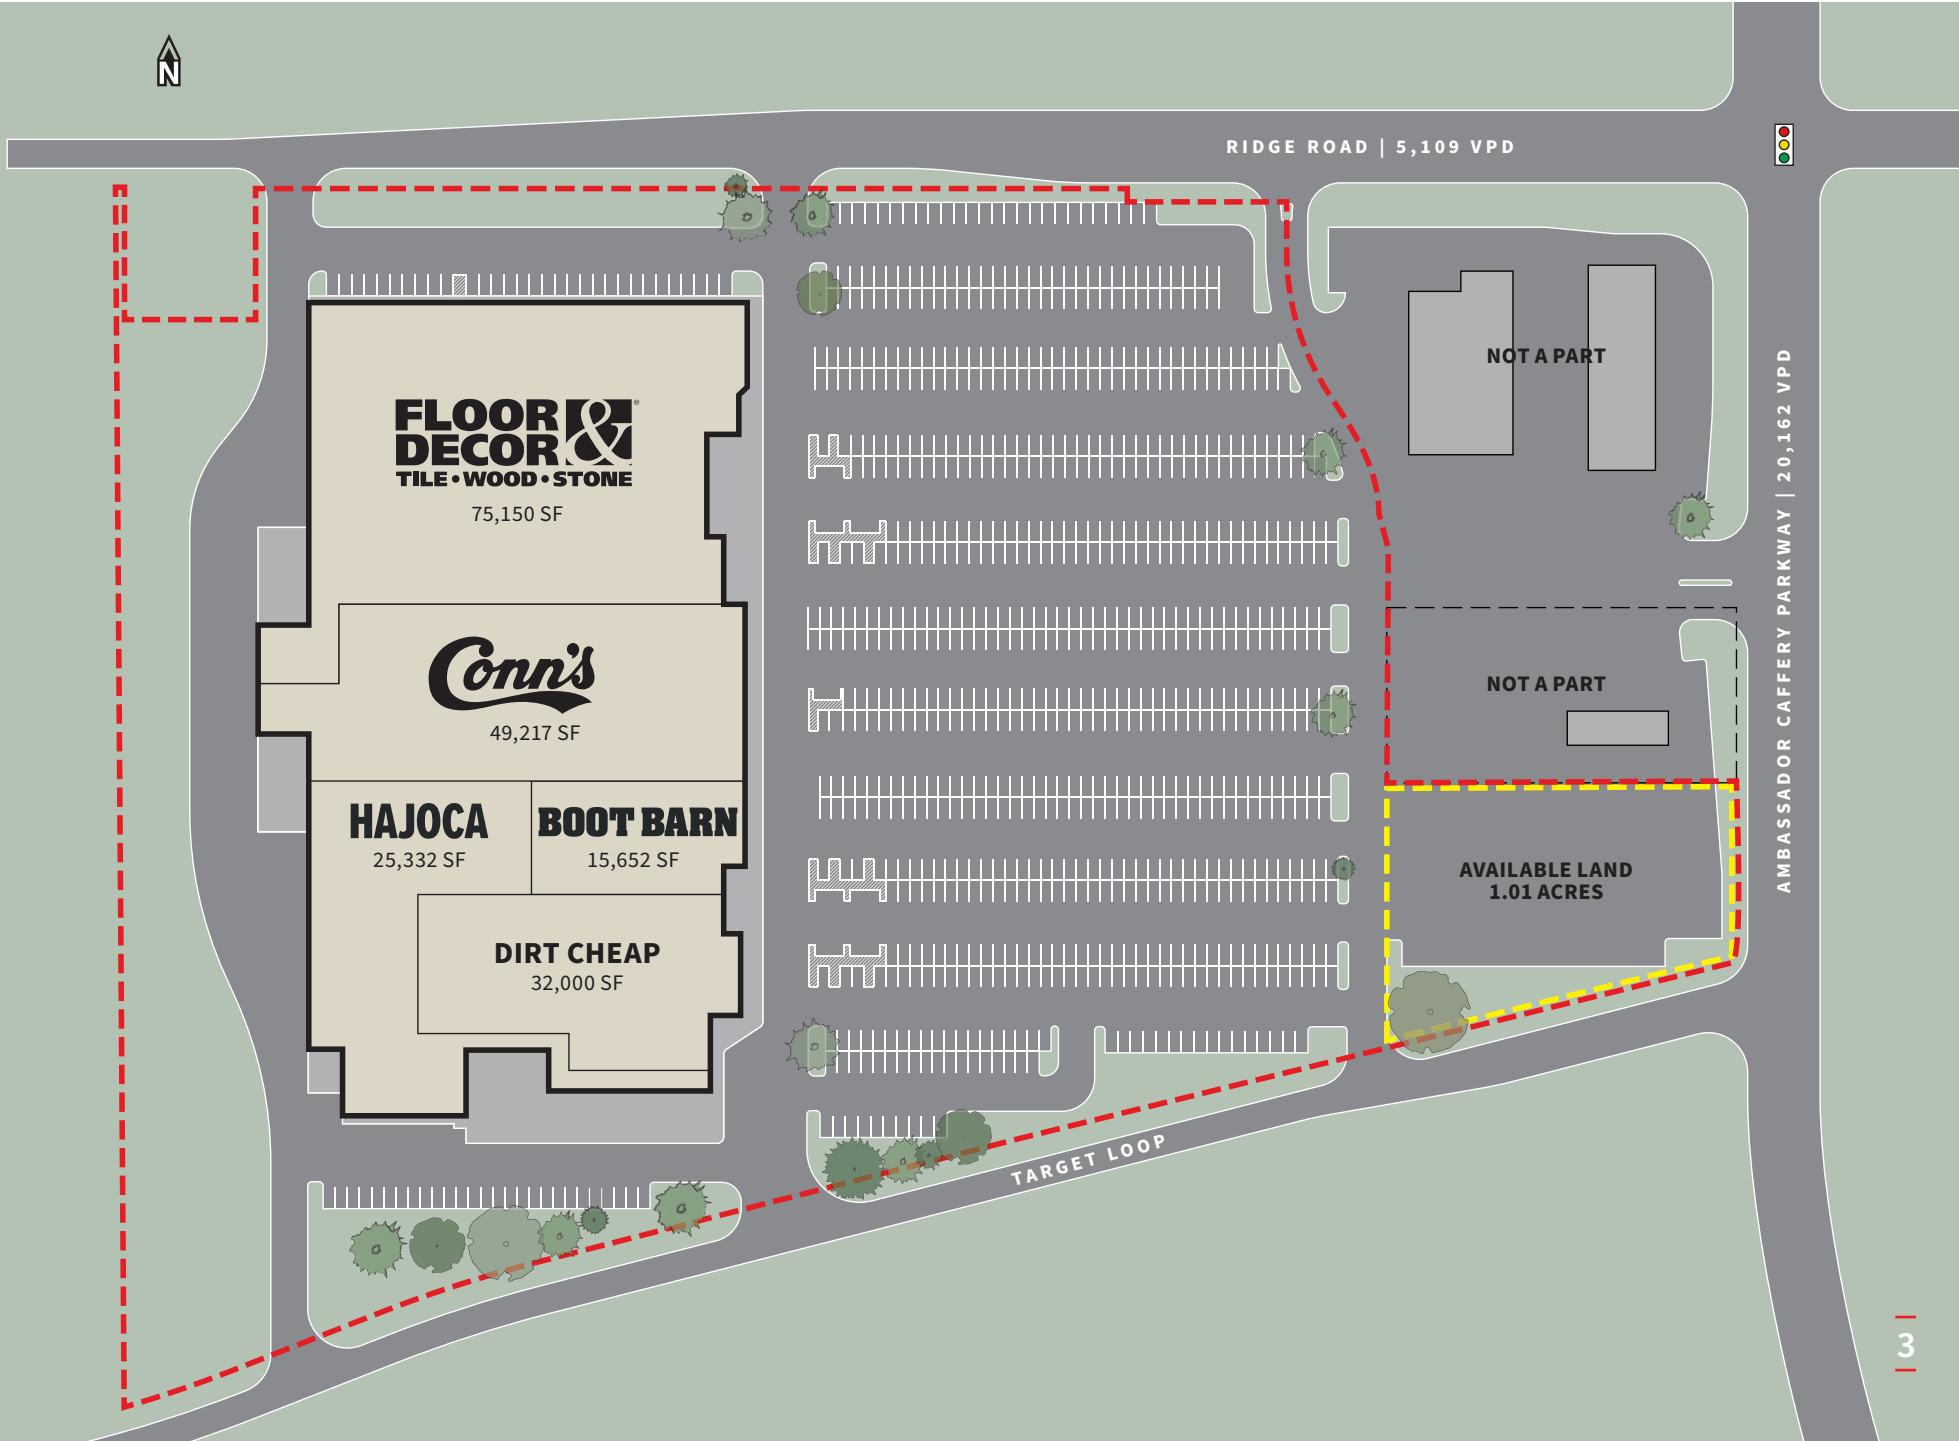 N
RIDGE ROAD | 5,109 VPD
FLOOR &
DECOR
TILE • WOOD • STONE
®
75,150 SF
NOT A PART
AMBASSADOR CAFFERY PARKWAY | 20,162 VPD
Conn's
49,217 SF
NOT A PART
HAJOCA
25,332 SF
BOOT BARN
15,652 SF
AVAILABLE LAND
1.01 ACRES
DIRT CHEAP
32,000 SF
TARGET LOOP
3